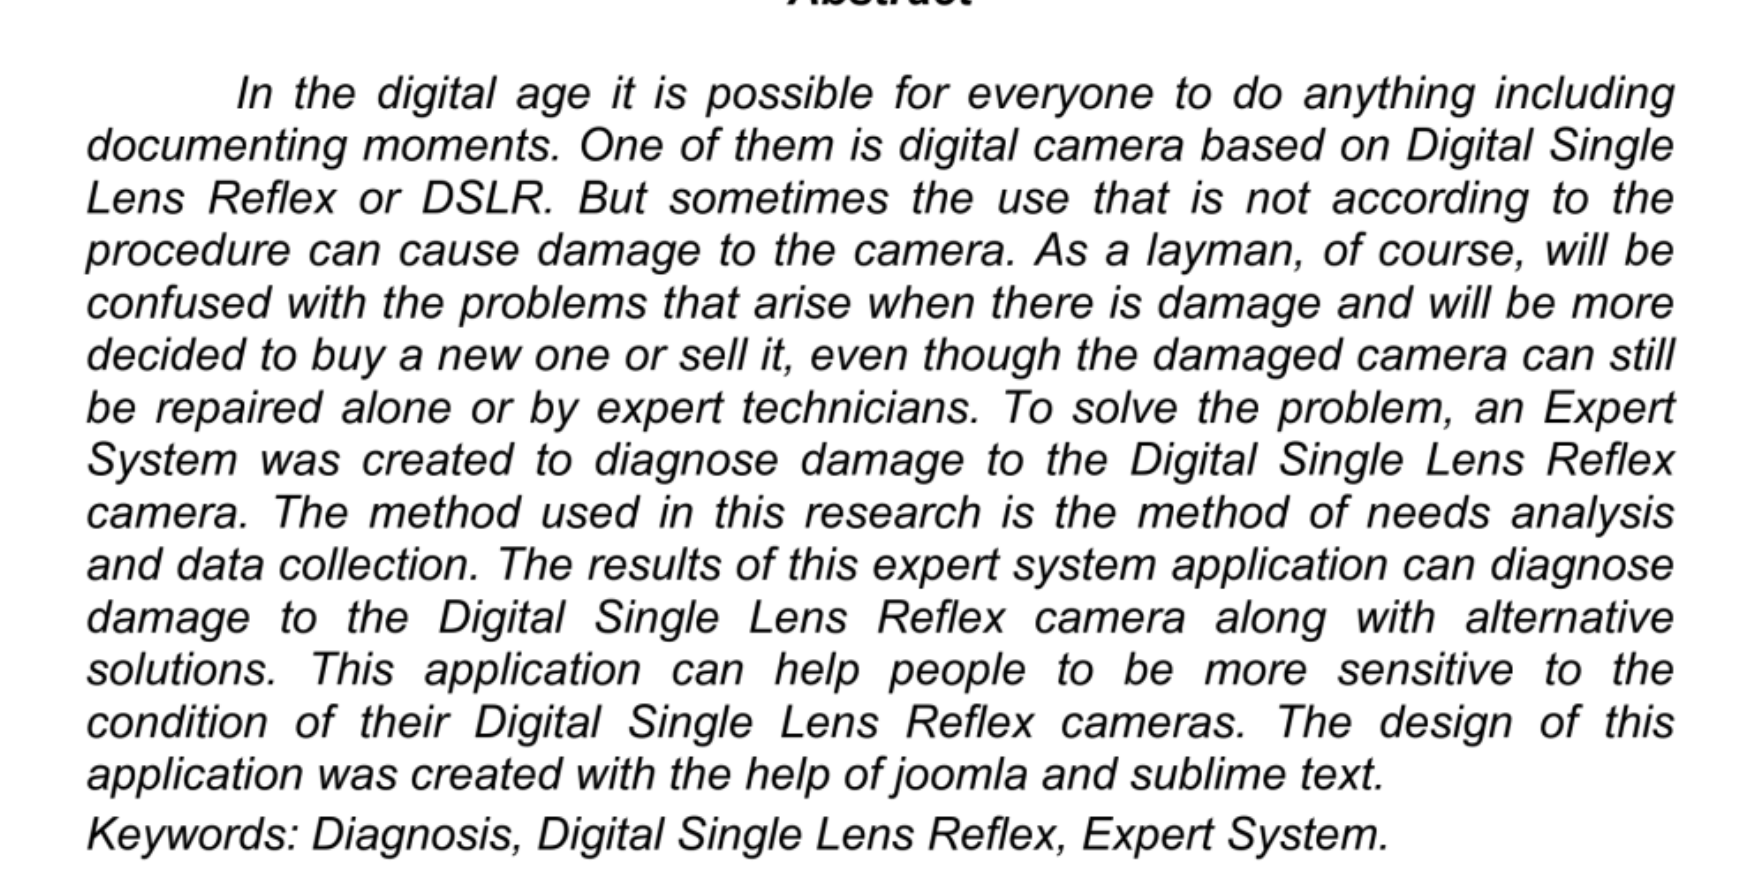 Abstract
In the digital age it is possible for everyone to do anything including
documenting moments. One of them is digital camera based on Digital Single
Lens Reflex or DSLR. But sometimes the use that is not according to the
procedure can cause damage to the camera. As a layman, of course, will be
confused with the problems that arise when there is damage and will be more
decided to buy a new one or sell it, even though the damaged camera can still
be repaired alone or by expert technicians. To solve the problem, an Expert
System was created to diagnose damage to the Digital Single Lens Reflex
camera. The method used in this research is the method of needs analysis
and data collection. The results of this expert system application can diagnose
damage to the Digital Single Lens Reflex camera along with alternative
solutions. This application can help people to be more sensitive to the
condition of their Digital Single Lens Reflex cameras. The design of this
application was created with the help of joomla and sublime text.
Keywords: Diagnosis, Digital Single Lens Reflex, Expert System.